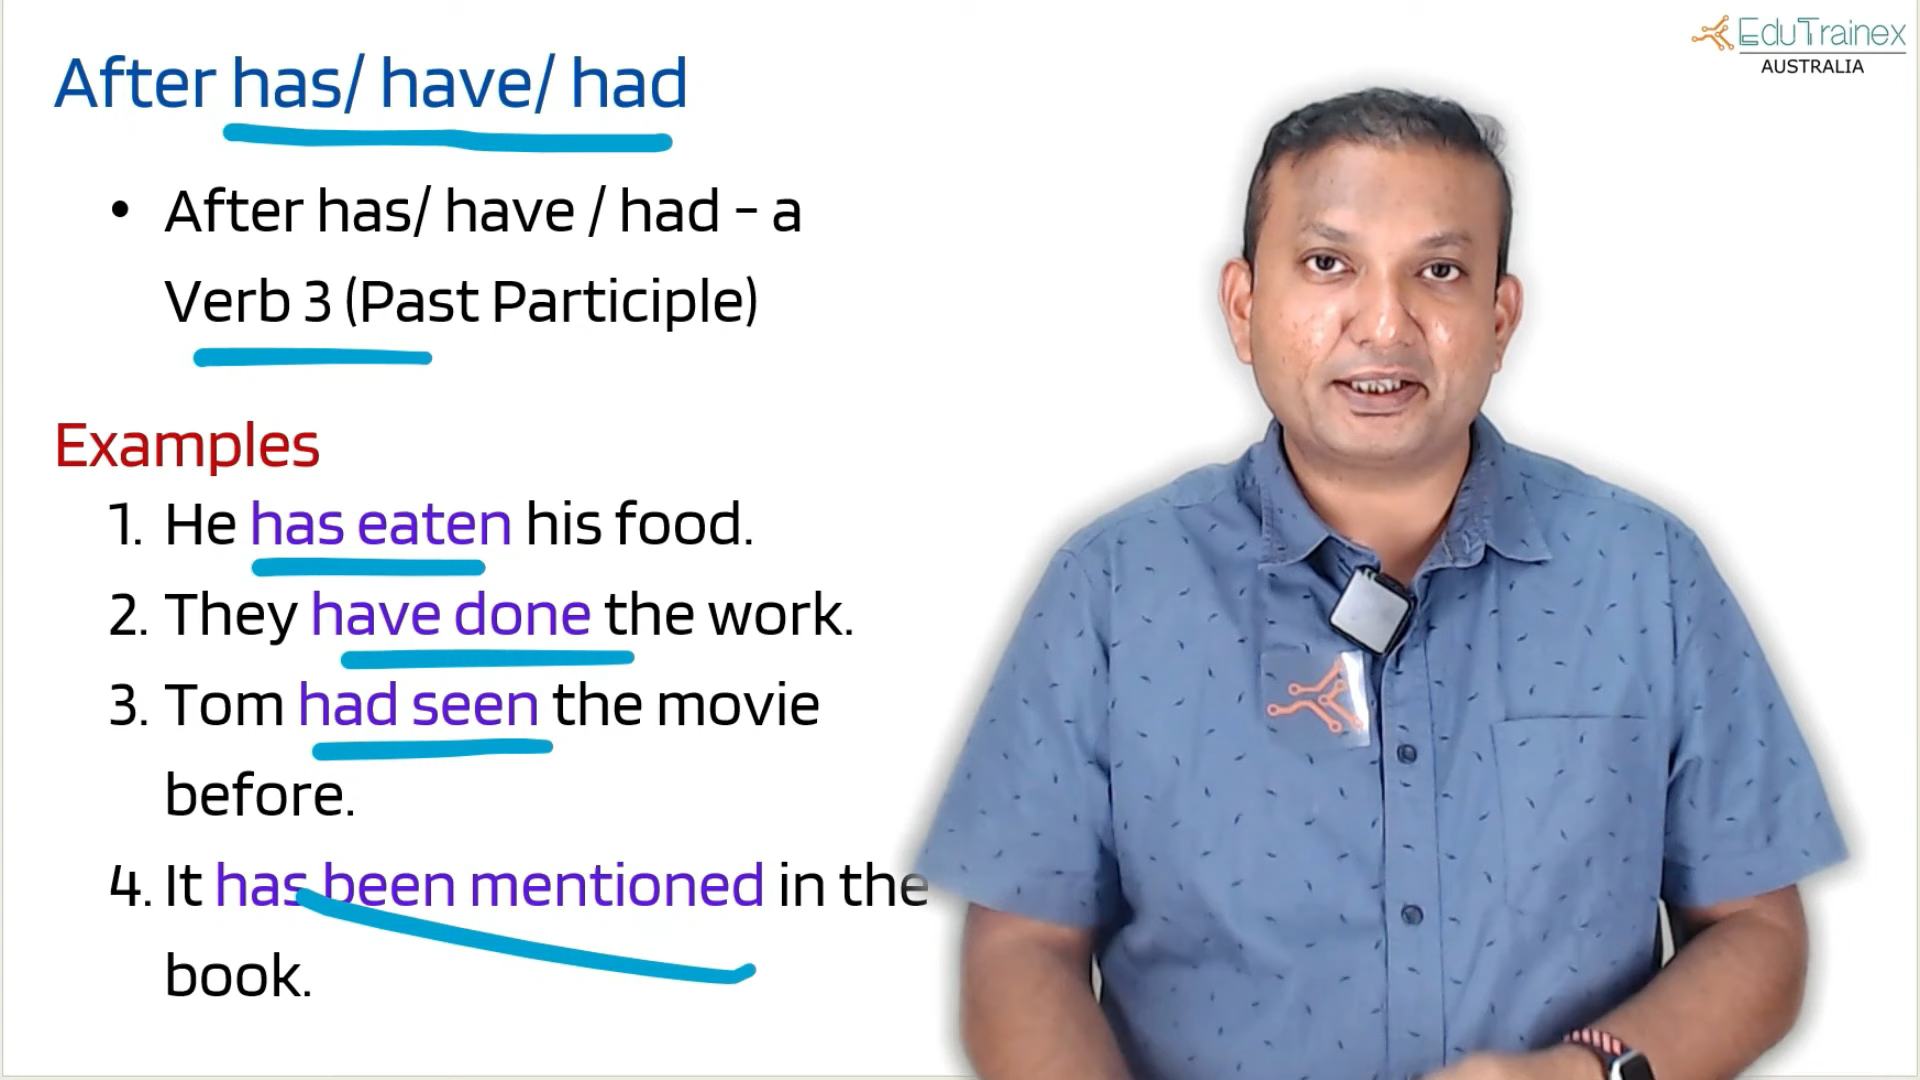 After has/ have/ had
• After has/ have / had - a
Verb 3 (Past Participle)
Examples
1. He has eaten his food.
2. They have done the work.
3. Tom had seen the movie
before.
4. It has been mentioned in the
book.
EduTrainex
AUSTRALIA